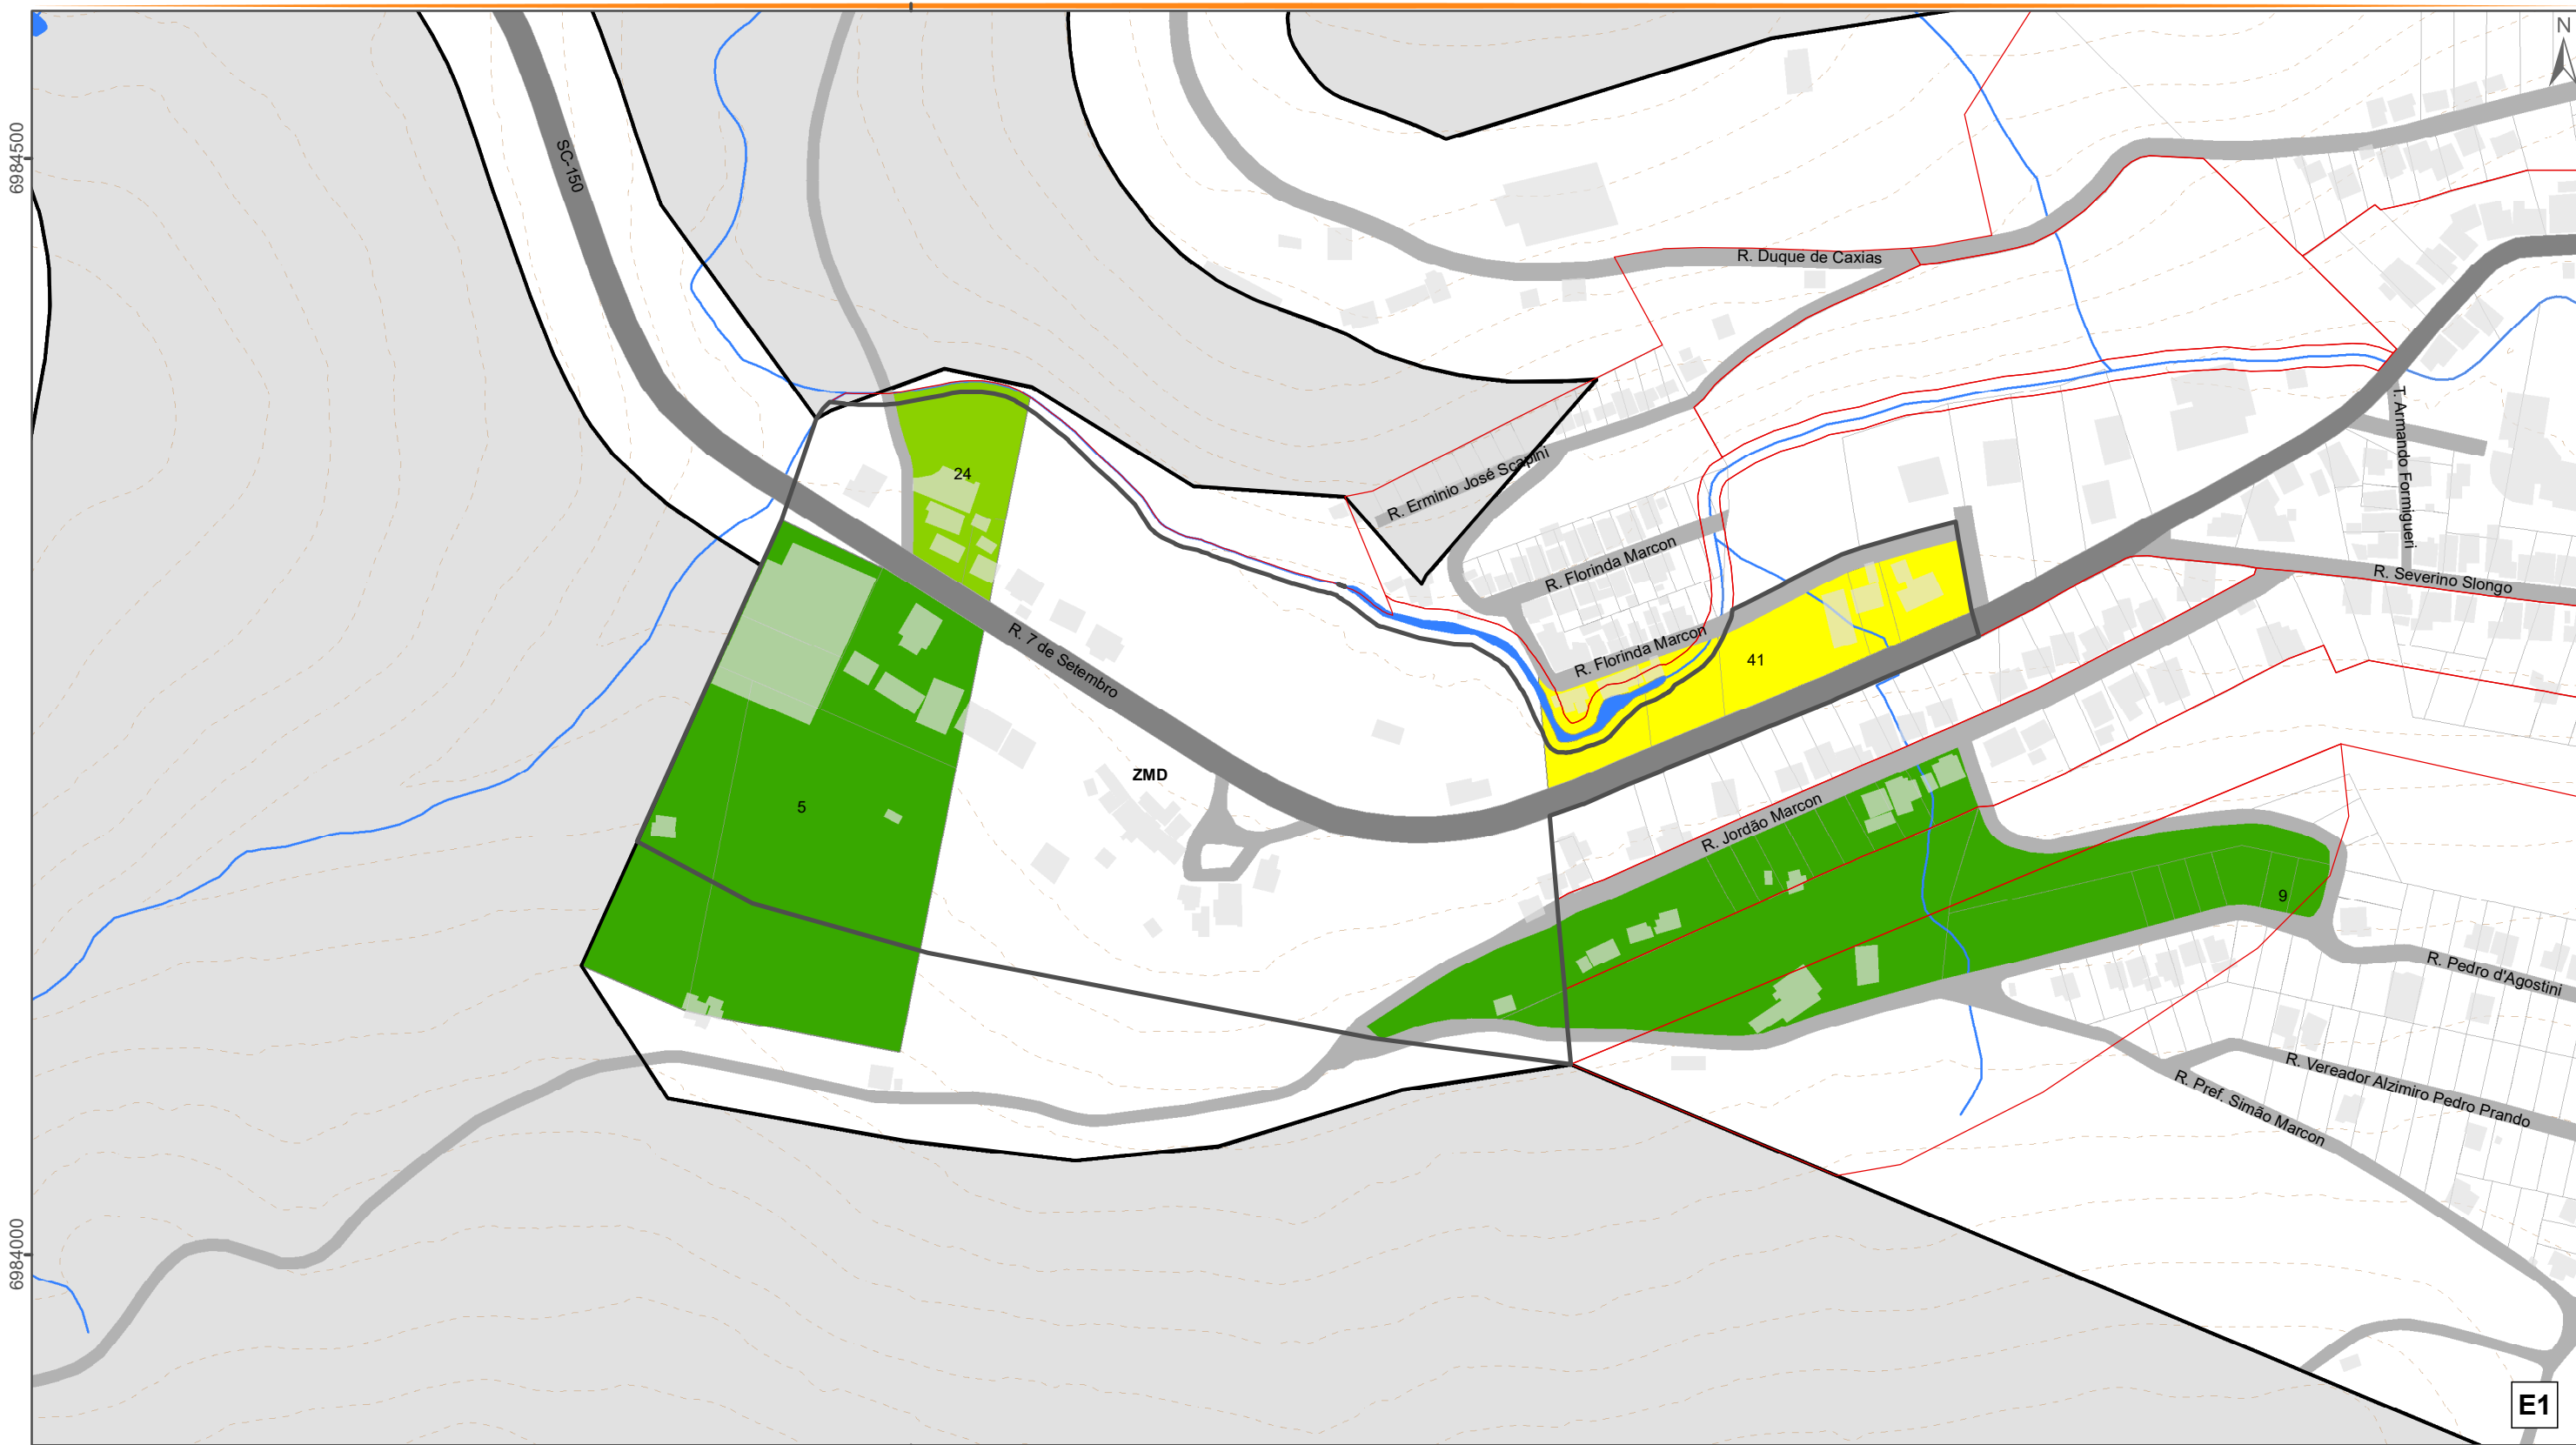 N
6984500
SC-150
R. Duque de Caxias
24
R. Erminio José Scapini
T. Armando Formigueri
R. Florinda Marcon
R. Severino Slongo
R. 7 de Setembro
R. Florinda Marcon
41
ZMD
5
R. Jordão Marcon
9
R. Pedro d'Agostini
R. Vereador Alzimiro Pedro Prando
R. Pref. Simão Marcon
6984000
E1